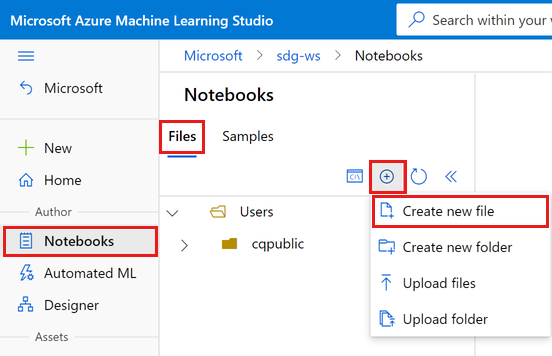 Microsoft Azure Machine Learning Studio
Search within your
Microsoft > sdg-ws > Notebooks
Microsoft
Notebooks
Files Samples
New
Home
Author
Notebooks
Automated ML
Designer
Assets
Users
cqpublic
Create new file
Create new folder
Upload files
Upload folder